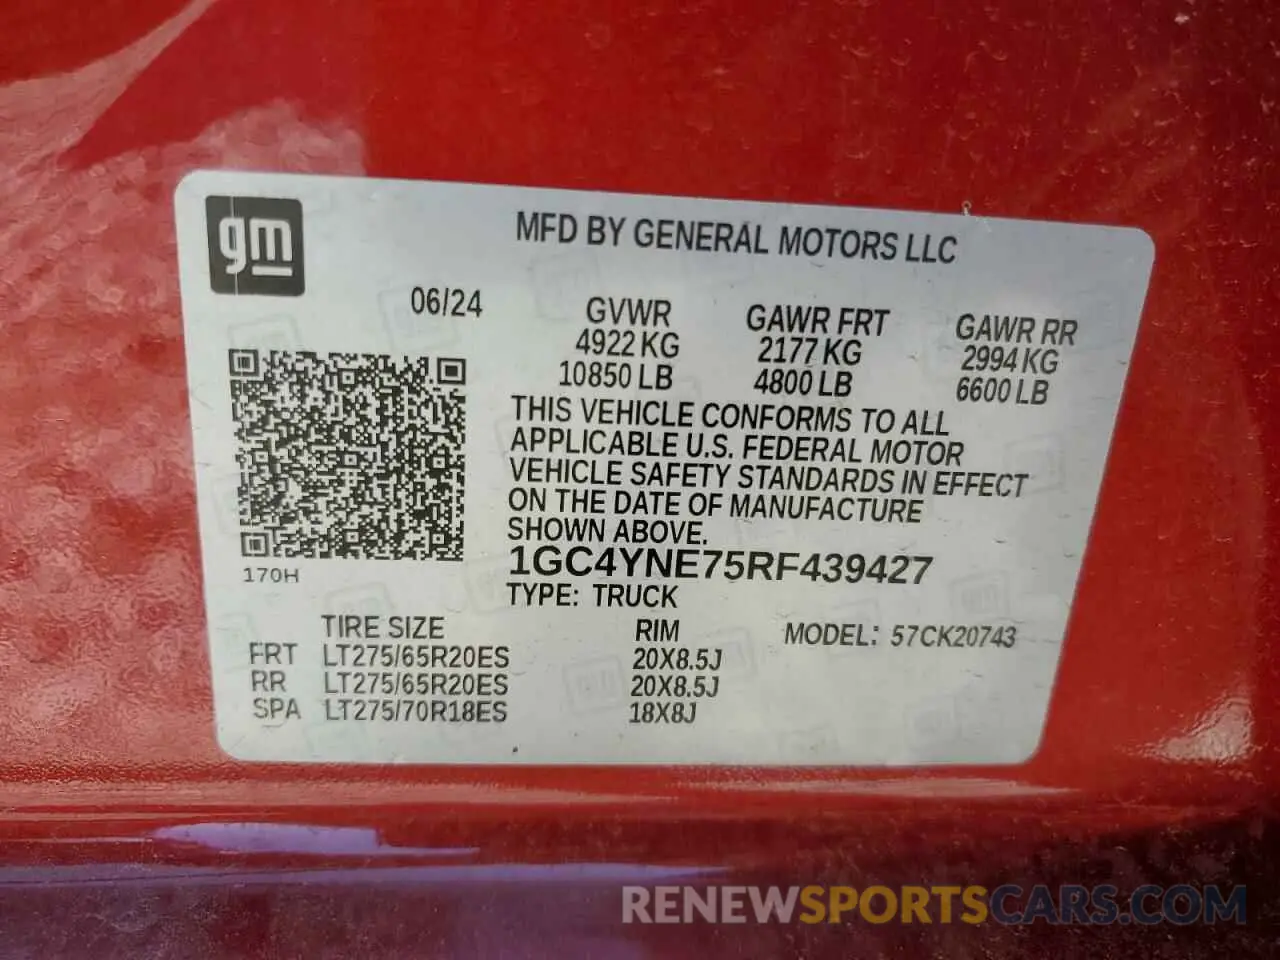 gm
MFD BY GENERAL MOTORS LLC
06/24
GVWR
4922 KG
10850 LB
GAWR FRT
2177 KG
4800 LB
GAWR RR
2994 KG
6600 LB
THIS VEHICLE CONFORMS TO ALL
APPLICABLE U.S. FEDERAL MOTOR
VEHICLE SAFETY STANDARDS IN EFFECT
ON THE DATE OF MANUFACTURE
SHOWN ABOVE.
170H
1GC4YNE75RF439427
TYPE: TRUCK
TIRE SIZE RIM MODEL: 57CK20743
FRT LT275/65R20ES 20X8.5J
RR LT275/65R20ES 20X8.5J
SPA LT275/70R18ES 18X8J
RENEWSPORTSCARS.COM